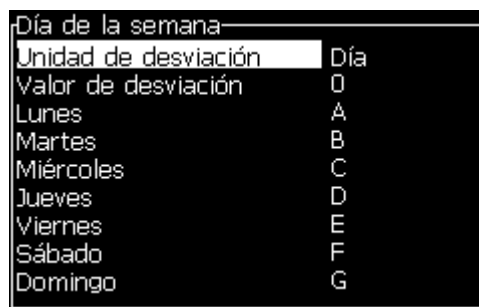 Día de la semana
Unidad de desviación Día
Valor de desviación 0
Lunes A
Martes B
Miércoles C
Jueves D
Viernes E
Sábado F
Domingo G